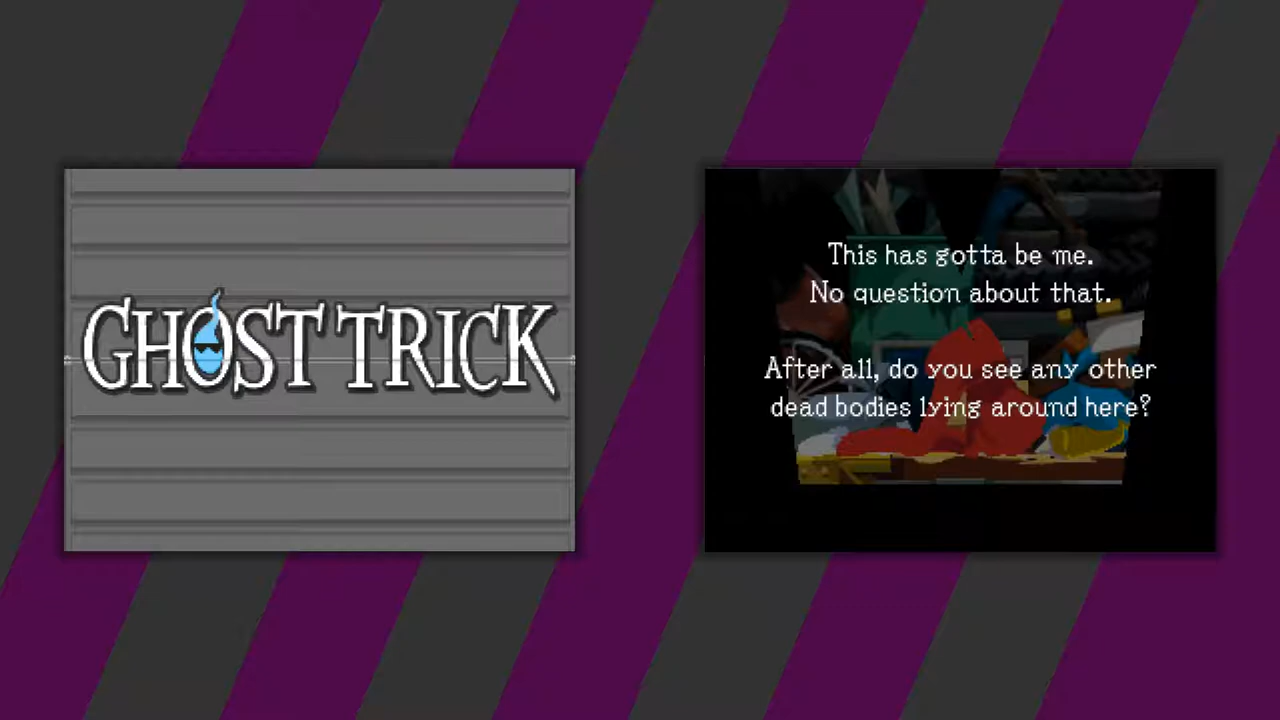 GHOST TRICK
This has gotta be me.
No question about that.
After all, do you see any other
dead bodies lying around here?